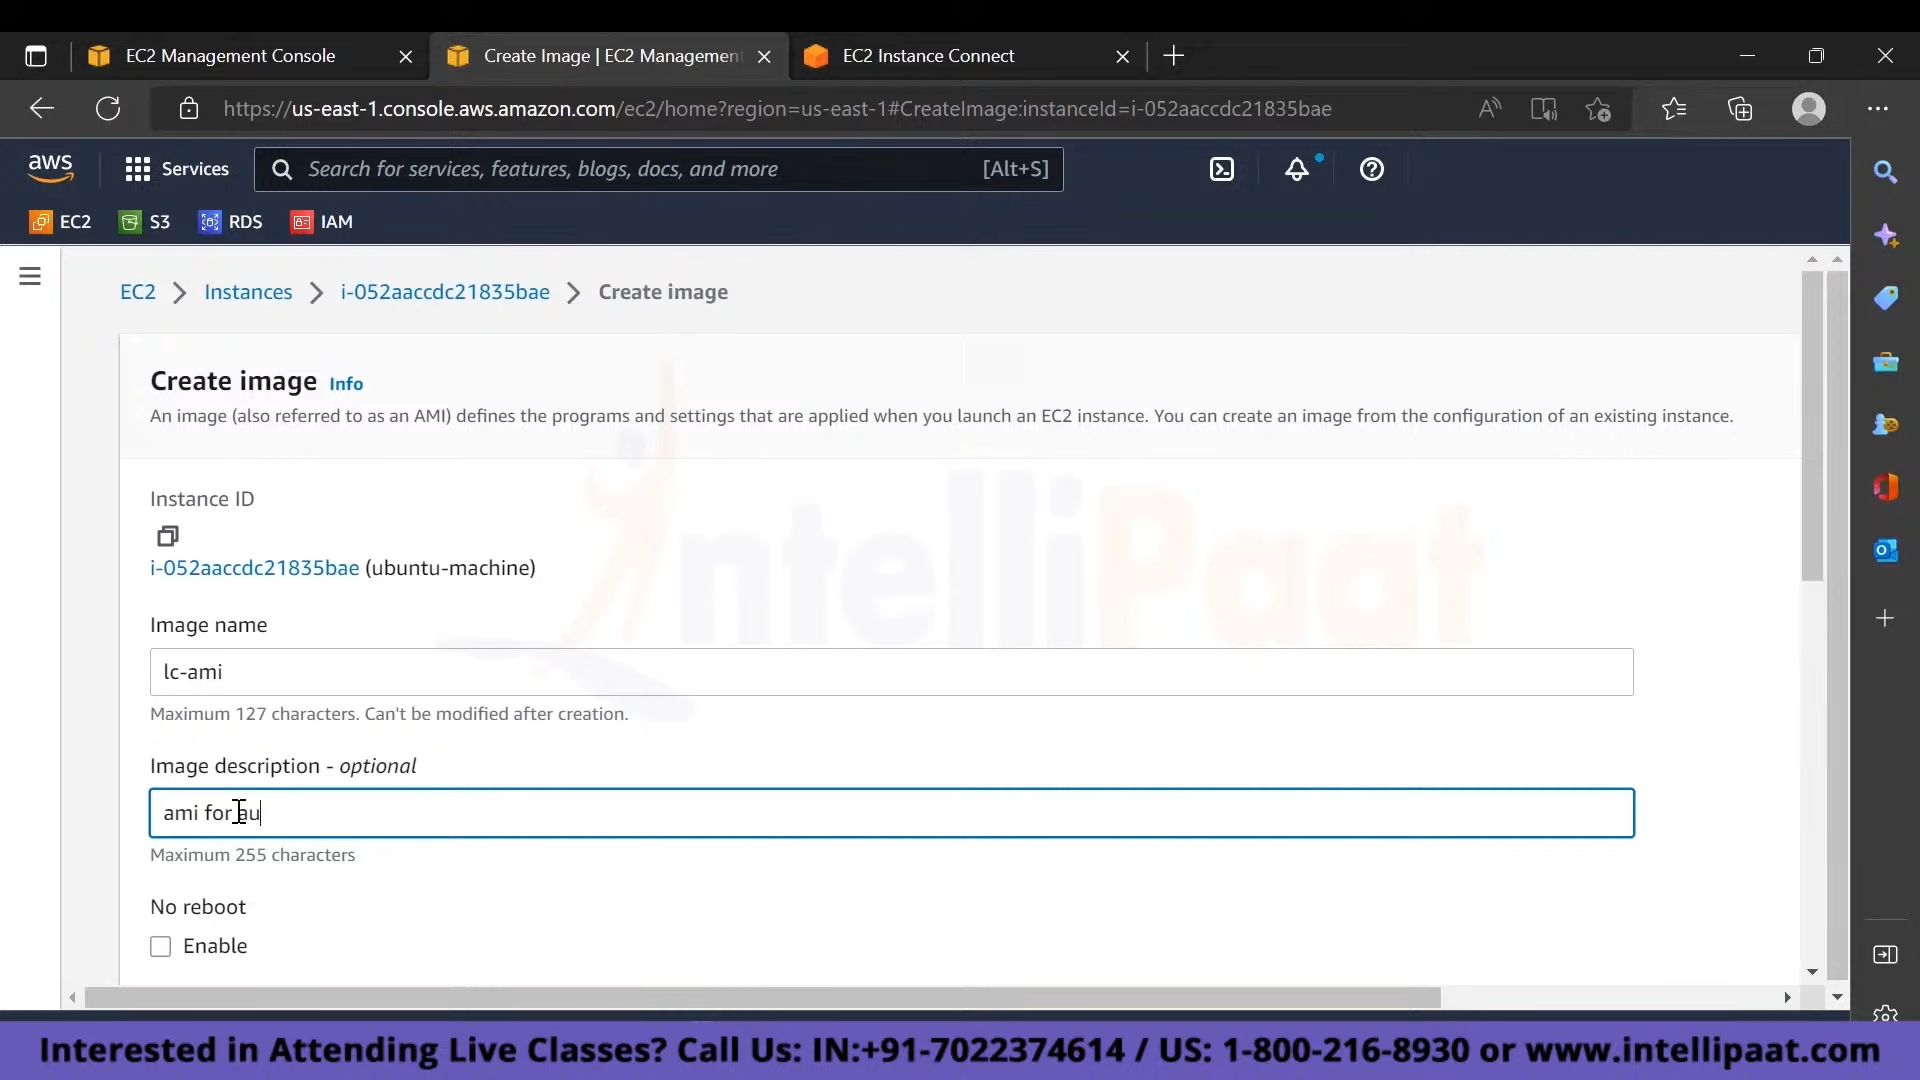 EC2 Management Console
Create Image | EC2 Management
EC2 Instance Connect
https://us-east-1.console.aws.amazon.com/ec2/home?region=us-east-1#CreateImage:instanceId=i-052aaccdc21835bae
aws
Services
Search for services, features, blogs, docs, and more
[Alt+S]
EC2
S3
RDS
IAM
EC2
Instances
i-052aaccdc21835bae
Create image
Create image Info
An image (also referred to as an AMI) defines the programs and settings that are applied when you launch an EC2 instance. You can create an image from the configuration of an existing instance.
Instance ID
i-052aaccdc21835bae (ubuntu-machine)
Image name
lc-ami
Maximum 127 characters. Can't be modified after creation.
Image description - optional
ami for au
Maximum 255 characters
No reboot
Enable
IntelliPaat
Interested in Attending Live Classes? Call Us: IN:+91-7022374614 / US: 1-800-216-8930 or www.intellipaat.com